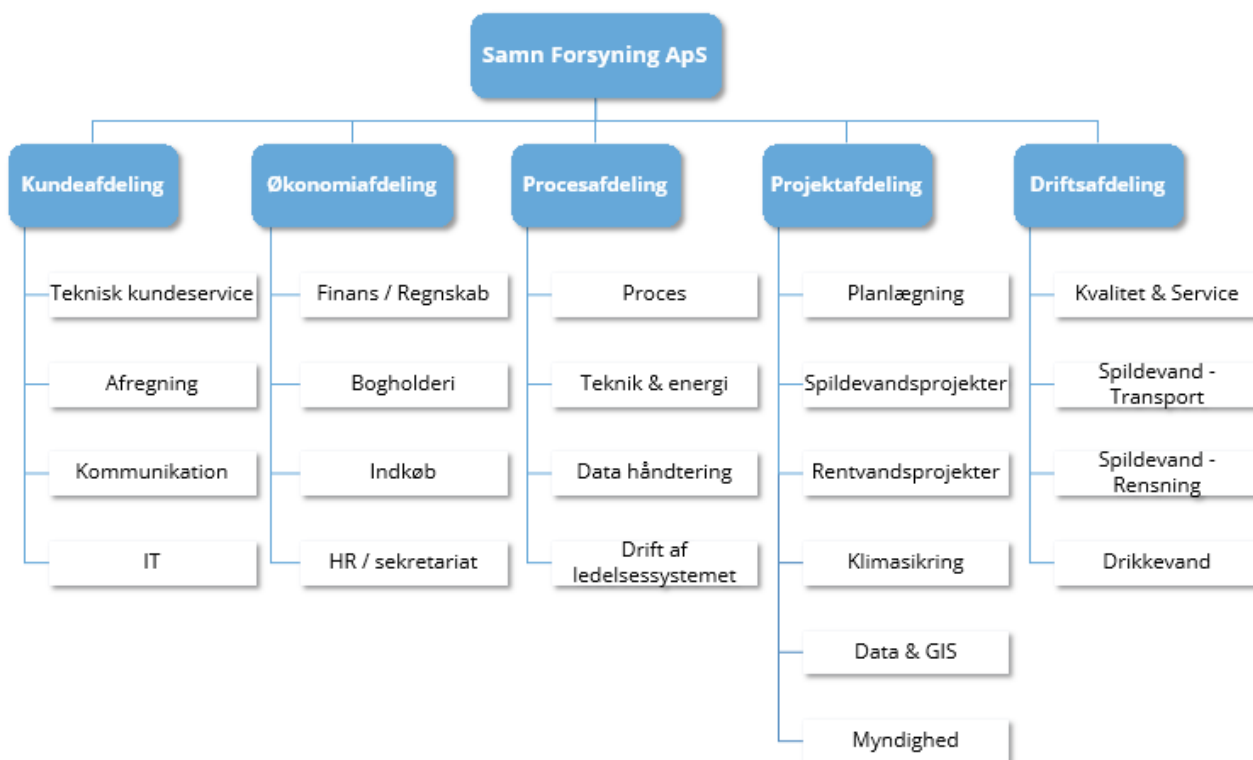 Samn Forsyning ApS
Kundeafdeling
Økonomiafdeling
Procesafdeling
Projektafdeling
Driftsafdeling
Teknisk kundeservice
Afregning
Kommunikation
IT
Finans / Regnskab
Bogholderi
Indkøb
HR / sekretariat
Proces
Teknik & energi
Data håndtering
Drift af
ledelsessystemet
Planlægning
Spildevandsprojekter
Rentvandsprojekter
Klimasikring
Data & GIS
Myndighed
Kvalitet & Service
Spildevand -
Transport
Spildevand -
Rensning
Drikkevand